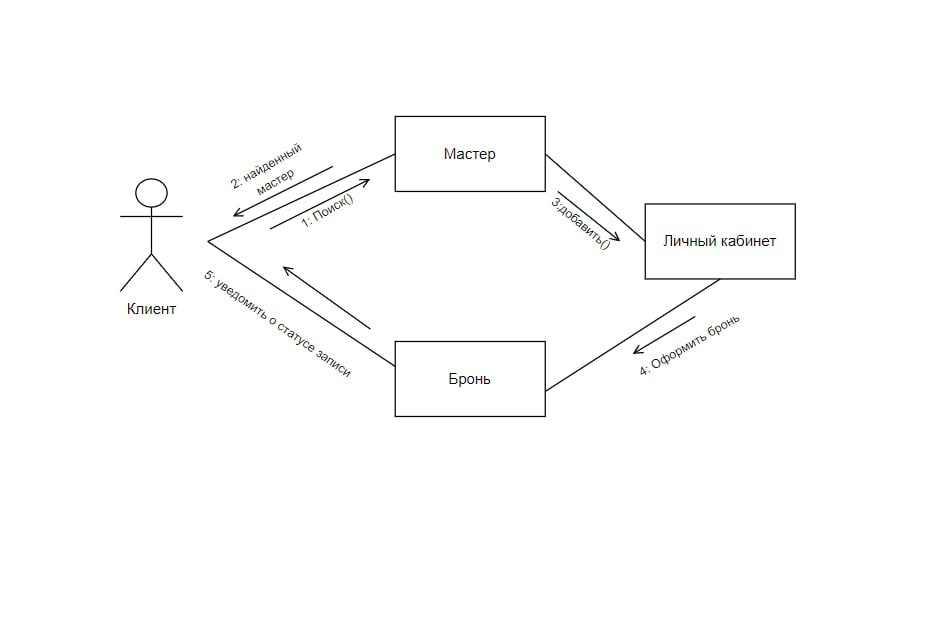 Мастер
2: найденный
мастер
1: Поиск()
3:добавить()
Личный кабинет
Клиент
5: уведомить о статусе записи
4: Оформить бронь
Бронь